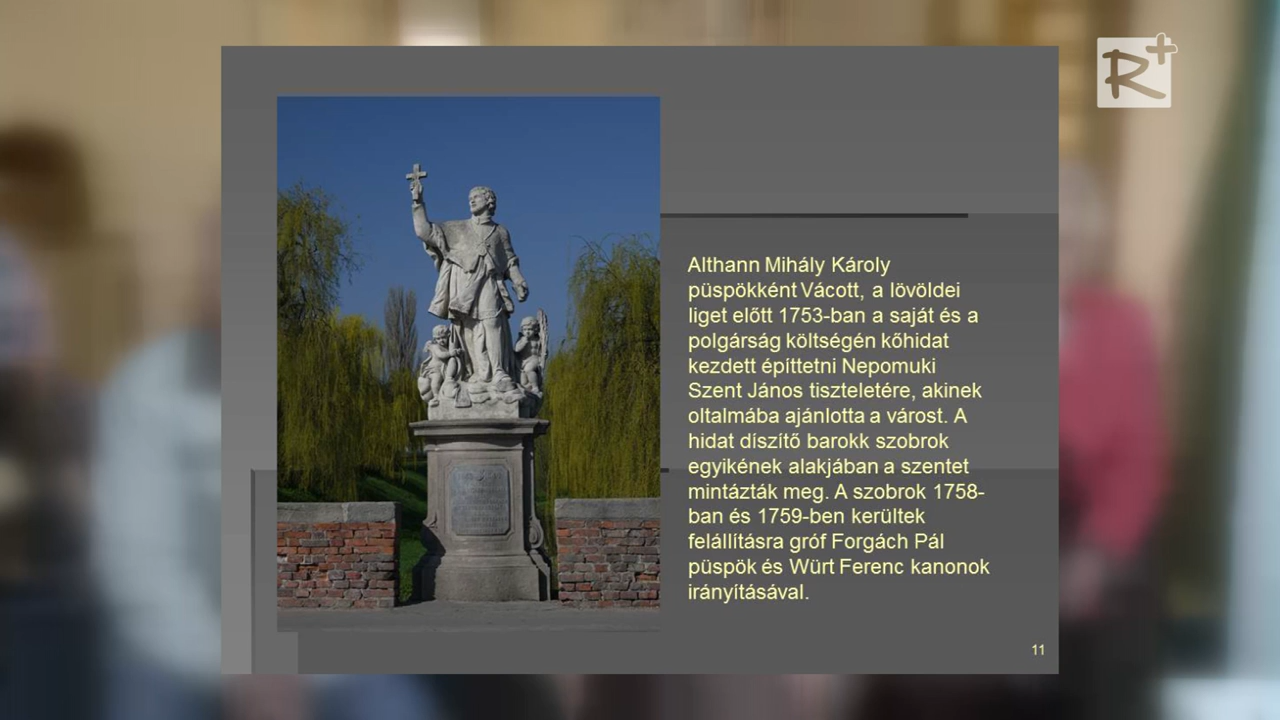 R+
Althann Mihály Károly
püspökként Vácott, a lövöldei
liget előtt 1753-ban a saját és a
polgárság költségén kőhidat
kezdett építtetni Nepomuki
Szent János tiszteletére, akinek
oltalmába ajánlotta a várost. A
hidat díszítő barokk szobrok
egyikének alakjában a szentet
mintázták meg. A szobrok 1758-
ban és 1759-ben kerültek
felállításra gróf Forgách Pál
püspök és Würt Ferenc kanonok
irányításával.
11